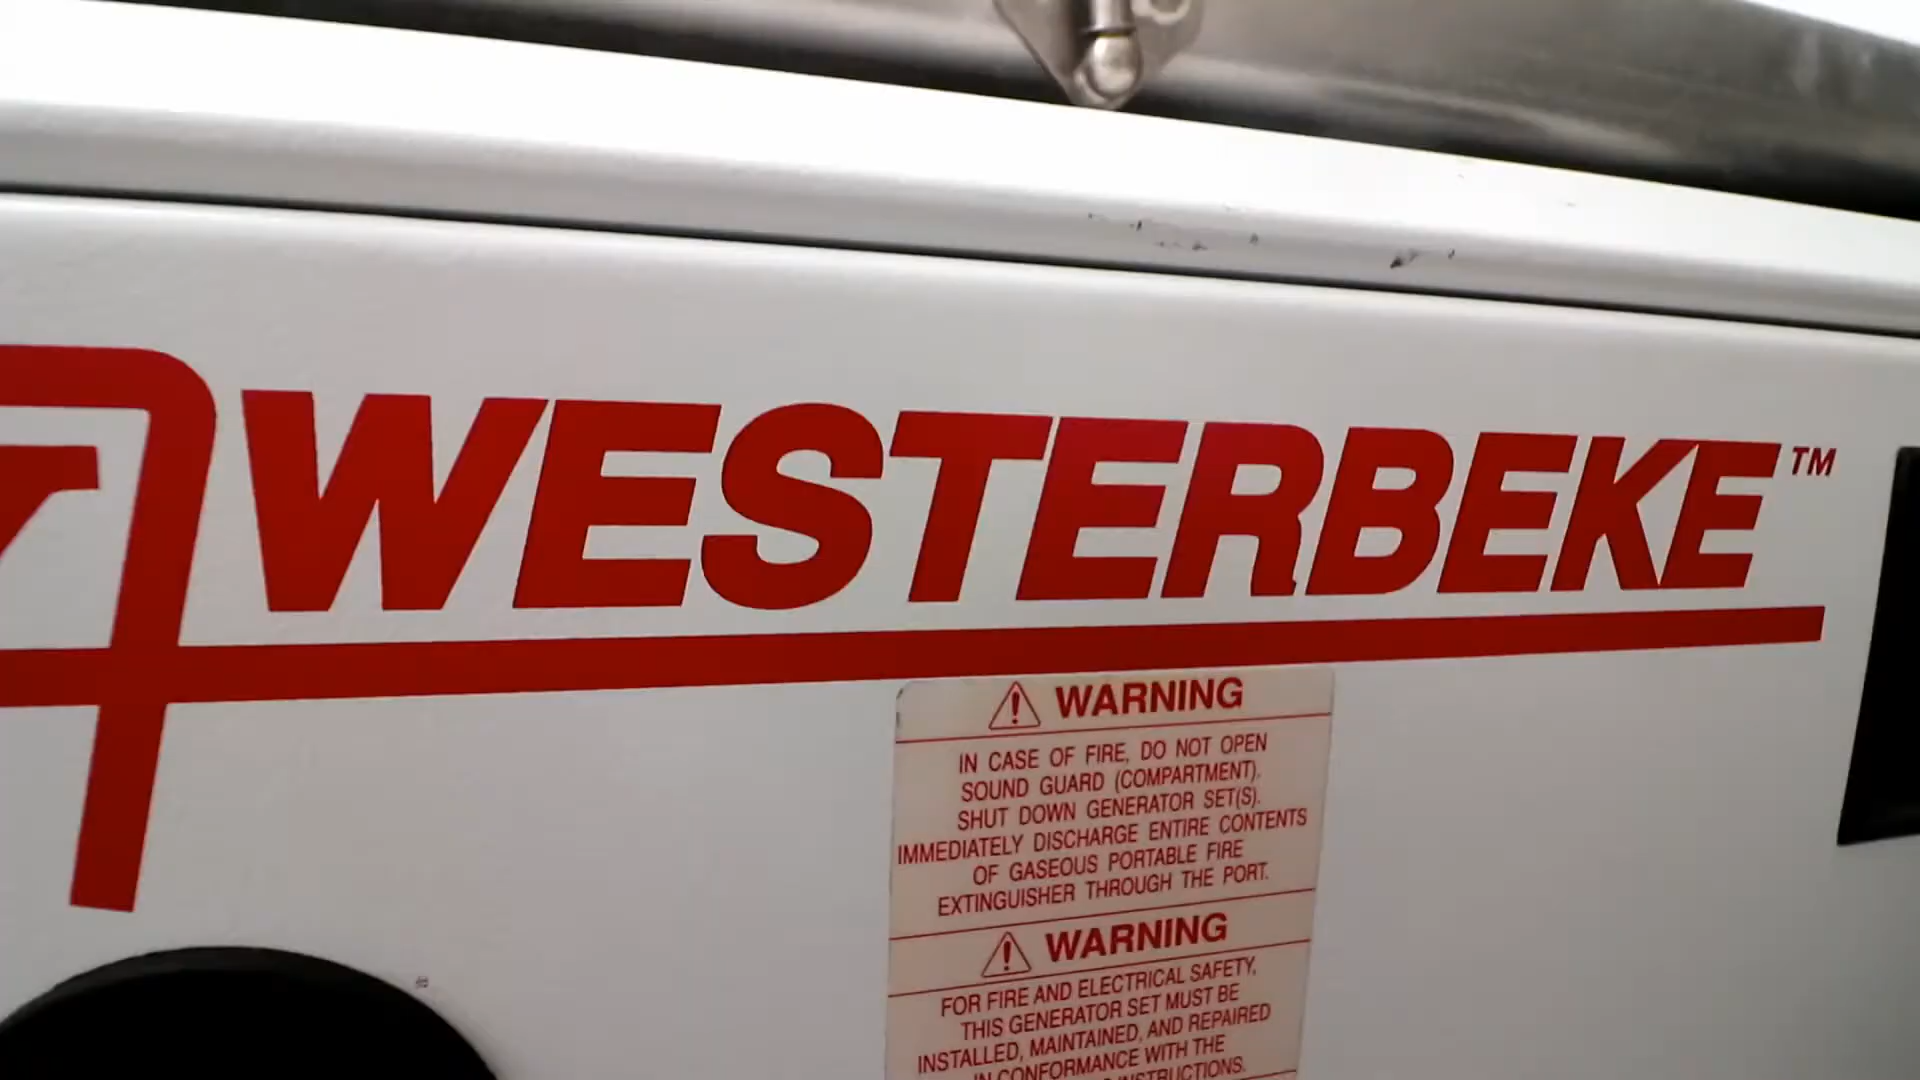 WESTERBEKE™
WARNING
IN CASE OF FIRE, DO NOT OPEN
SOUND GUARD (COMPARTMENT).
SHUT DOWN GENERATOR SET(S).
IMMEDIATELY DISCHARGE ENTIRE CONTENTS
OF GASEOUS PORTABLE FIRE
EXTINGUISHER THROUGH THE PORT.
WARNING
FOR FIRE AND ELECTRICAL SAFETY,
THIS GENERATOR SET MUST BE
INSTALLED, MAINTAINED, AND REPAIRED
IN CONFORMANCE WITH THE
INSTRUCTIONS.